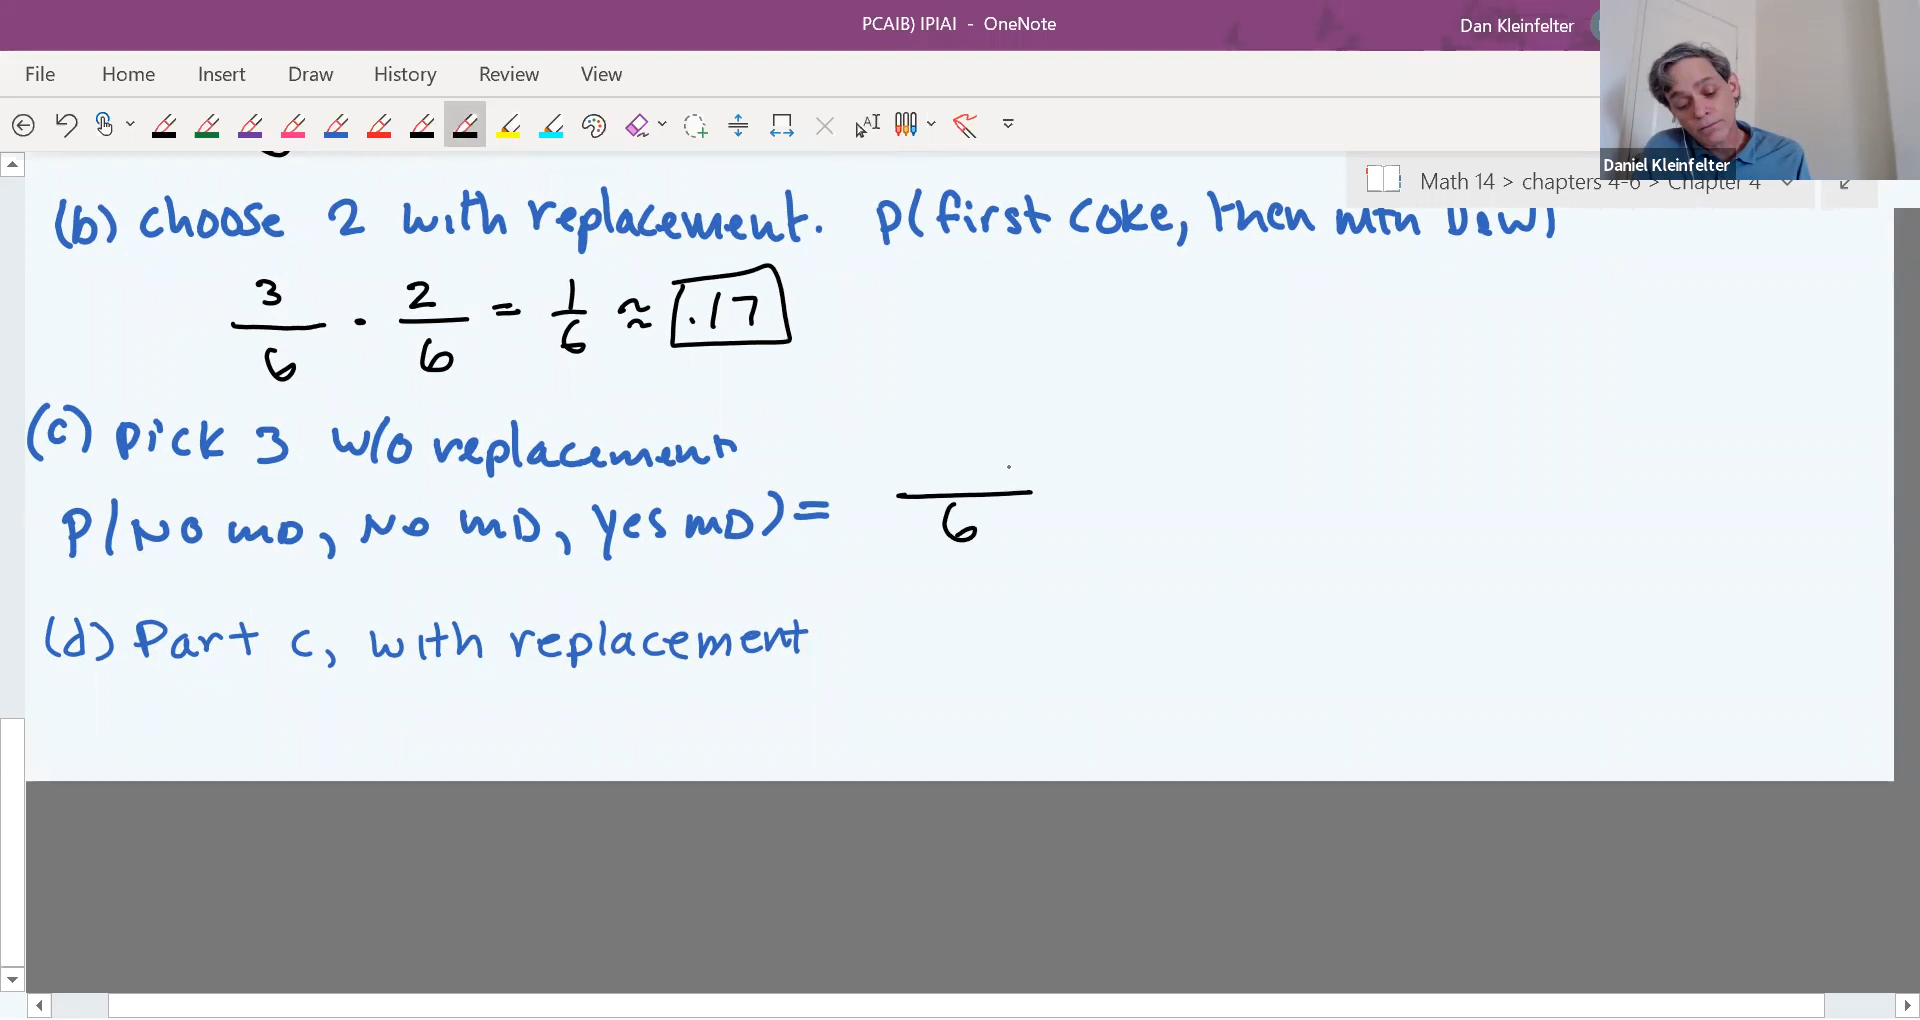 PCAIB) IPIAI - OneNote
Dan Kleinfelter
File Home Insert Draw History Review View
Daniel Kleinfelter
Math 14 > chapters 4-6 > Chapter 4
(b) choose 2 with replacement. P(first coke, then mtn Dew)
3/6 · 2/6 = 1/6 ≈ .17
(c) pick 3 w/o replacement
P(No mD, No mD, yes mD) = /6
(d) Part c, with replacement